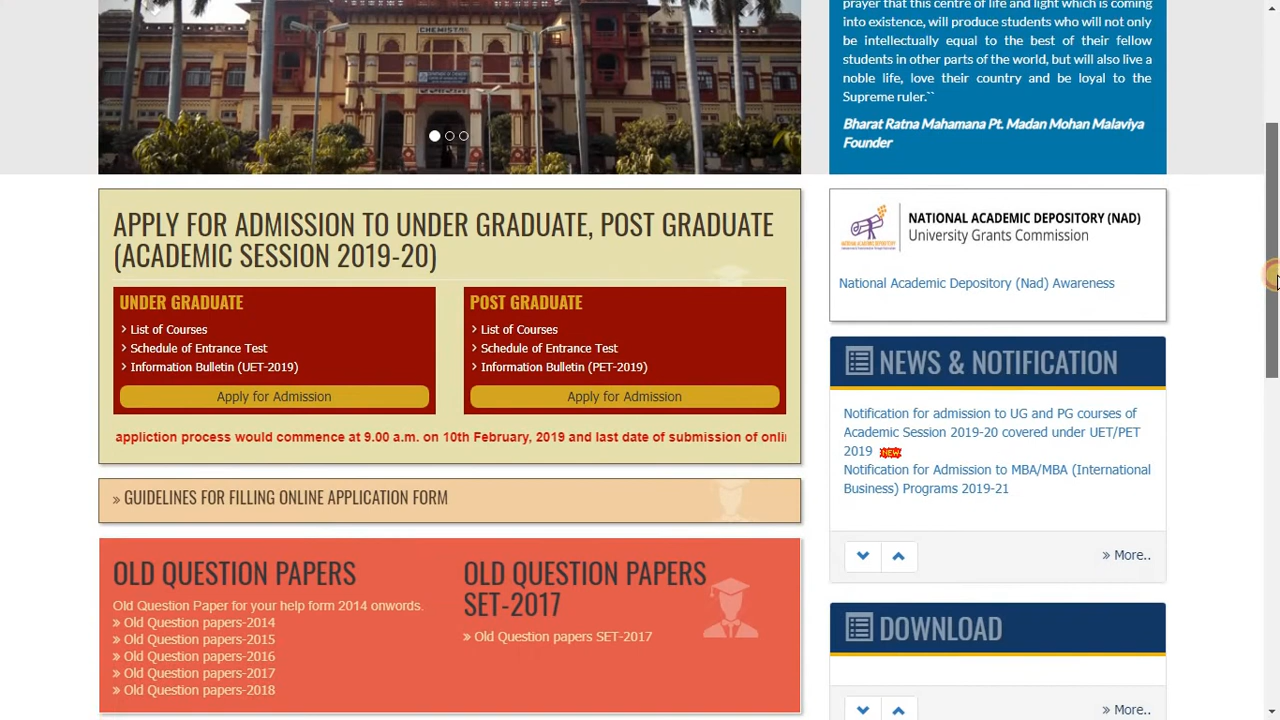 CHEMISTRY
prayer that this centre of life and light which is coming
into existence, will produce students who will not only
be intellectually equal to the best of their fellow
students in other parts of the world, but will also live a
noble life, love their country and be loyal to the
Supreme ruler.``
Bharat Ratna Mahamana Pt. Madan Mohan Malaviya
Founder
APPLY FOR ADMISSION TO UNDER GRADUATE, POST GRADUATE
(ACADEMIC SESSION 2019-20)
UNDER GRADUATE
List of Courses
Schedule of Entrance Test
Information Bulletin (UET-2019)
Apply for Admission
POST GRADUATE
List of Courses
Schedule of Entrance Test
Information Bulletin (PET-2019)
Apply for Admission
appliction process would commence at 9.00 a.m. on 10th February, 2019 and last date of submission of onli
» GUIDELINES FOR FILLING ONLINE APPLICATION FORM
OLD QUESTION PAPERS
Old Question Paper for your help form 2014 onwords.
» Old Question papers-2014
» Old Question papers-2015
» Old Question papers-2016
» Old Question papers-2017
» Old Question papers-2018
OLD QUESTION PAPERS
SET-2017
» Old Question papers SET-2017
NATIONAL ACADEMIC DEPOSITORY (NAD)
University Grants Commission
National Academic Depository (Nad) Awareness
NEWS & NOTIFICATION
Notification for admission to UG and PG courses of
Academic Session 2019-20 covered under UET/PET
2019 NEW
Notification for Admission to MBA/MBA (International
Business) Programs 2019-21
» More..
DOWNLOAD
» More..